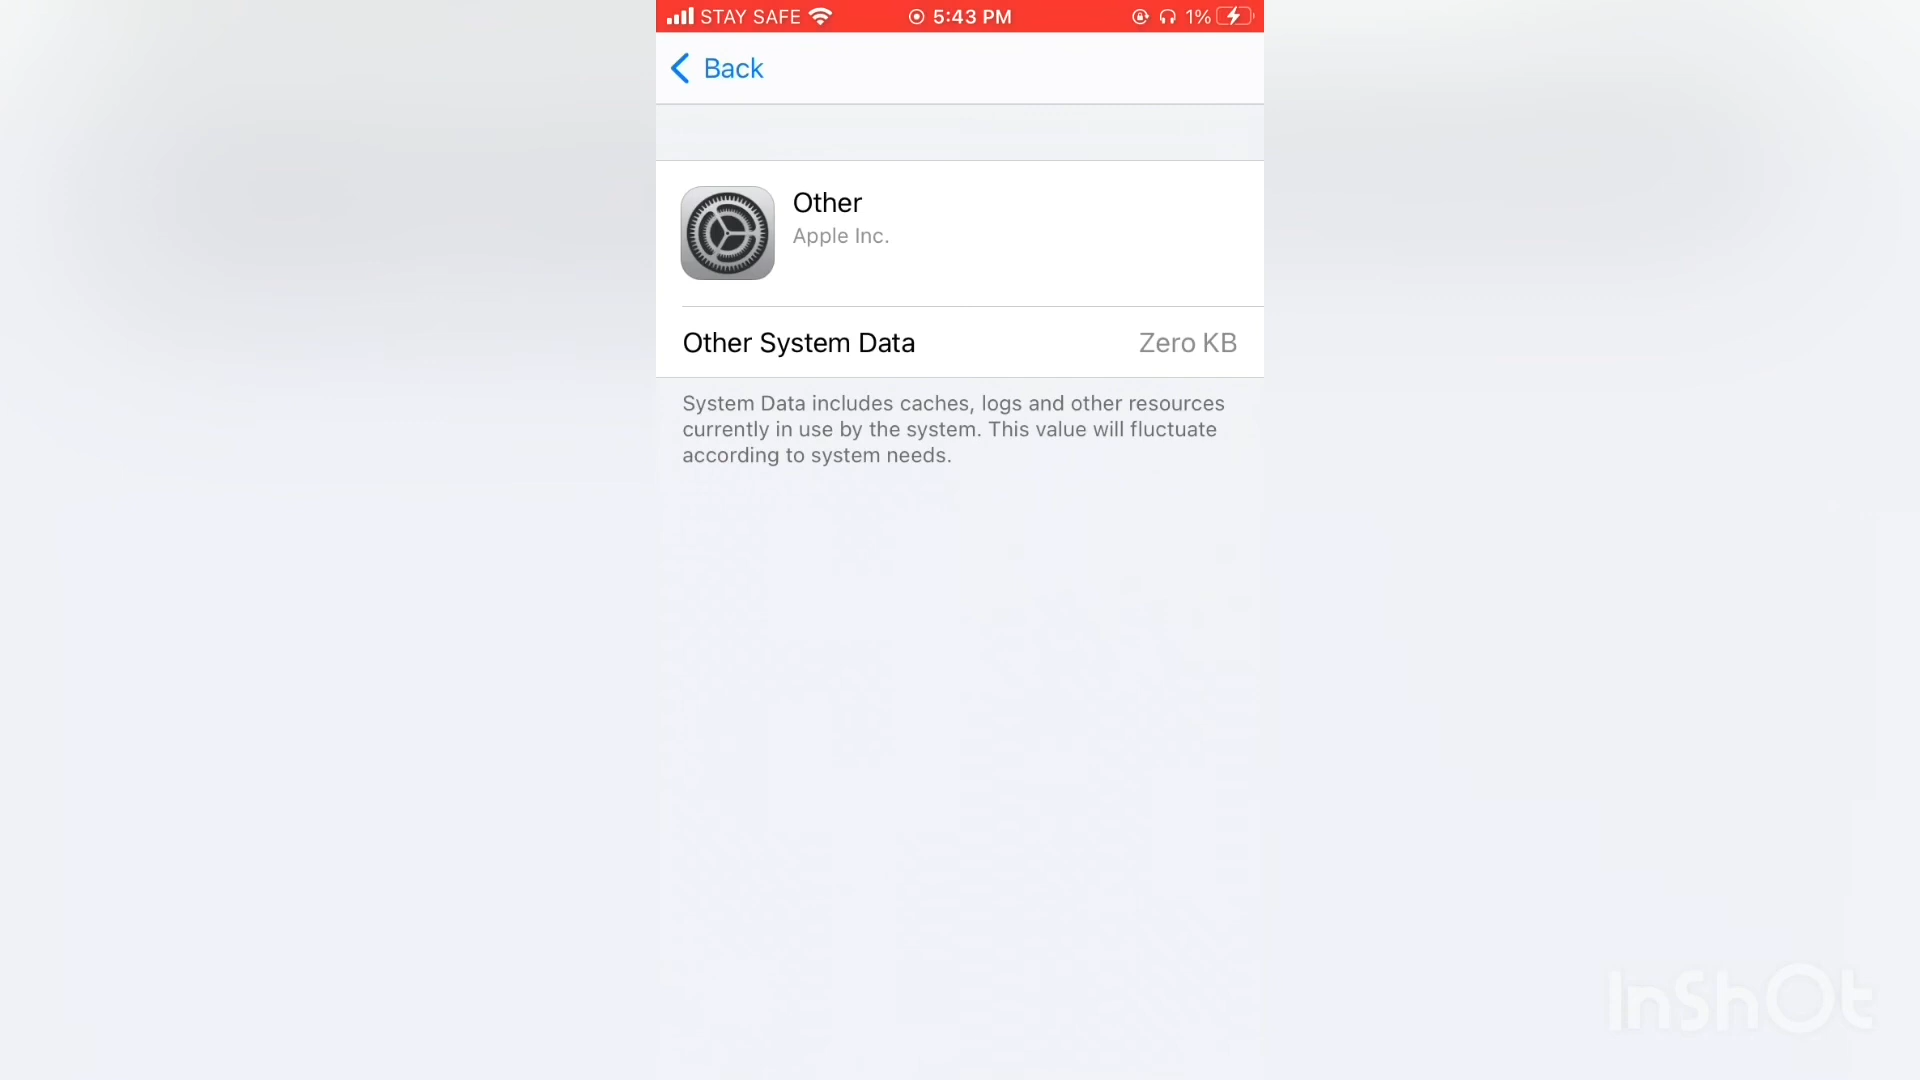 STAY SAFE 5:43 PM 1%
Back
Other
Apple Inc.
Other System Data Zero KB
System Data includes caches, logs and other resources
currently in use by the system. This value will fluctuate
according to system needs.
InShOt